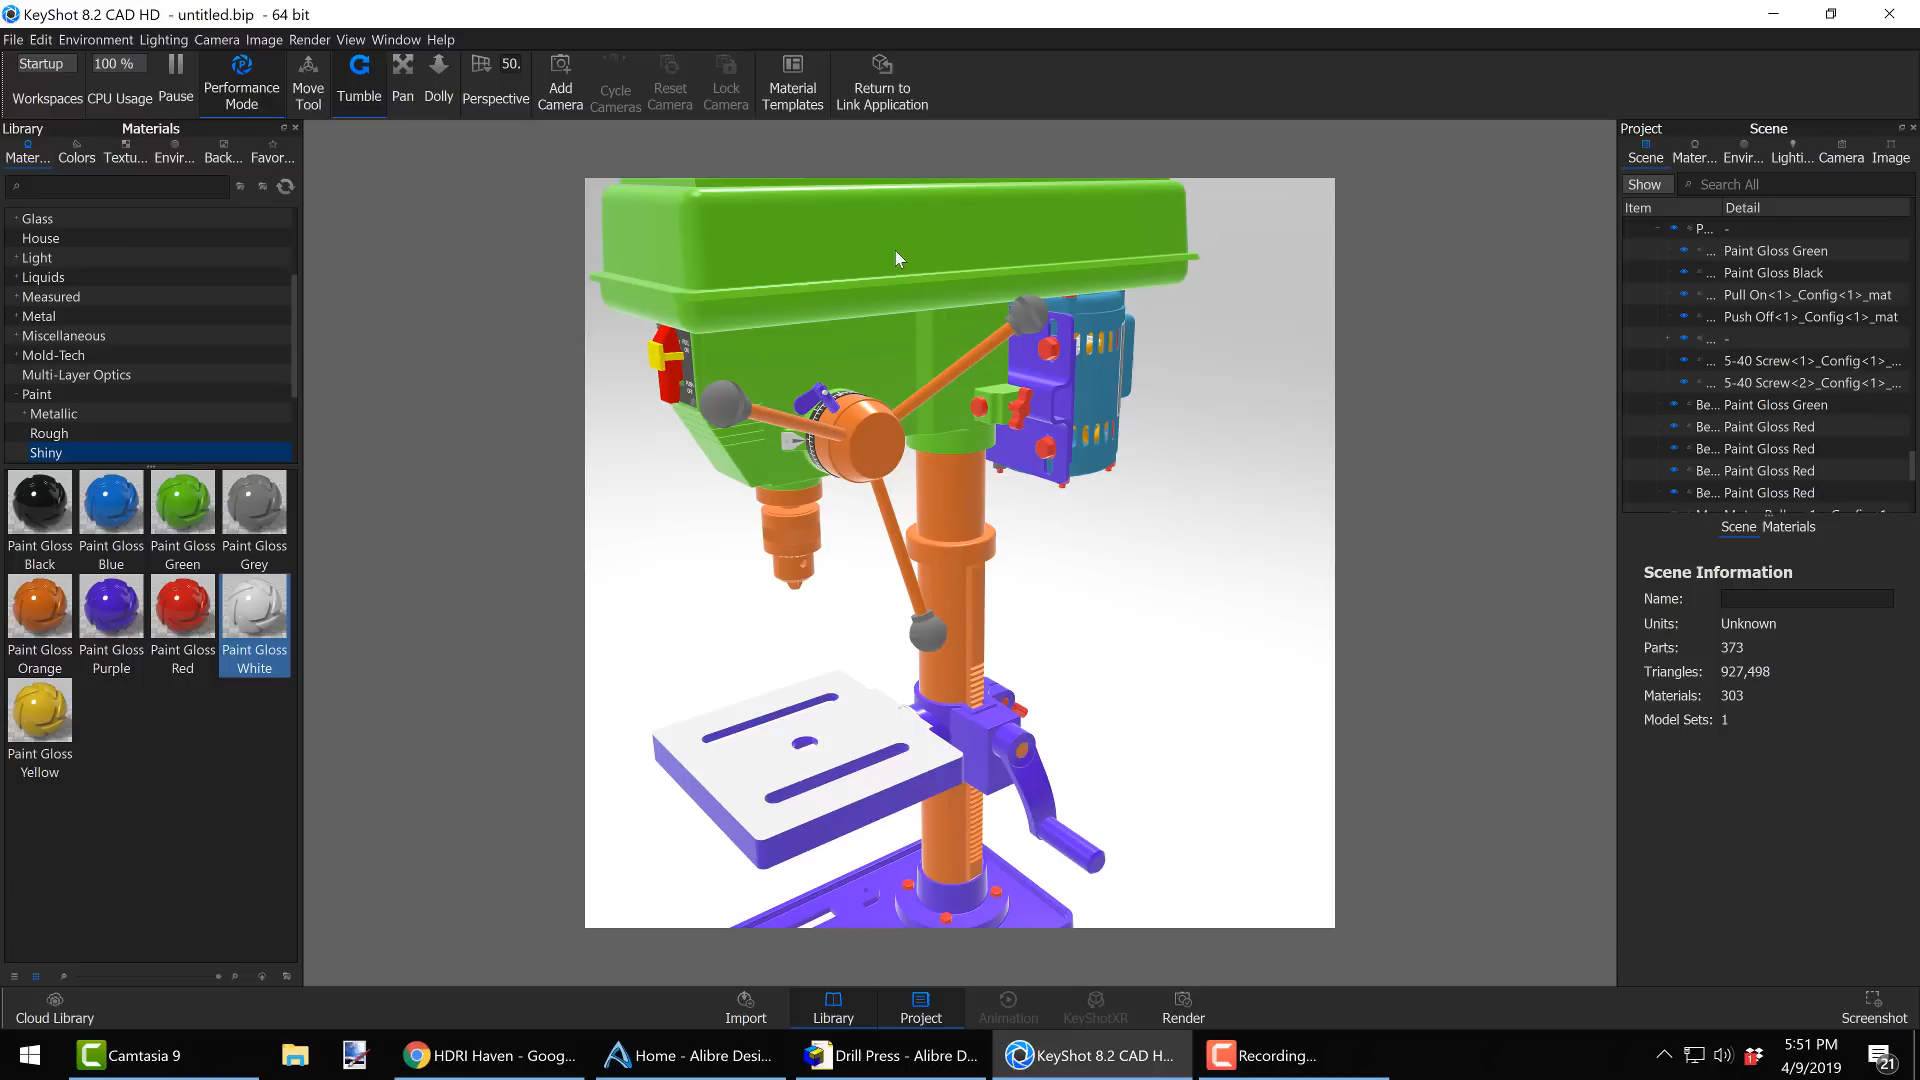 KeyShot 8.2 CAD HD - untitled.bip - 64 bit
File Edit Environment Lighting Camera Image Render View Window Help
Startup 100 % 50.
Workspaces CPU Usage Pause Performance Mode Move Tool Tumble Pan Dolly Perspective Add Camera Cycle Cameras Reset Camera Lock Camera Material Templates Return to Link Application
Library Materials
Mater... Colors Textu... Envir... Back... Favor...
Glass
House
Light
Liquids
Measured
Metal
Miscellaneous
Mold-Tech
Multi-Layer Optics
Paint
Metallic
Rough
Shiny
Paint Gloss Black
Paint Gloss Blue
Paint Gloss Green
Paint Gloss Grey
Paint Gloss Orange
Paint Gloss Purple
Paint Gloss Red
Paint Gloss White
Paint Gloss Yellow
Project Scene
Scene Mater... Envir... Lighti... Camera Image
Show Search All
Item Detail
P... -
... Paint Gloss Green
... Paint Gloss Black
... Pull On<1>_Config<1>_mat
... Push Off<1>_Config<1>_mat
... -
... 5-40 Screw<1>_Config<1>_...
... 5-40 Screw<2>_Config<1>_...
Be... Paint Gloss Green
Be... Paint Gloss Red
Be... Paint Gloss Red
Be... Paint Gloss Red
Be... Paint Gloss Red
Scene Materials
Scene Information
Name:
Units: Unknown
Parts: 373
Triangles: 927,498
Materials: 303
Model Sets: 1
Cloud Library Import Library Project Animation KeyShotXR Render Screenshot
Camtasia 9 HDRI Haven - Goog... Home - Alibre Desi... Drill Press - Alibre D... KeyShot 8.2 CAD H... Recording...
5:51 PM
4/9/2019
21